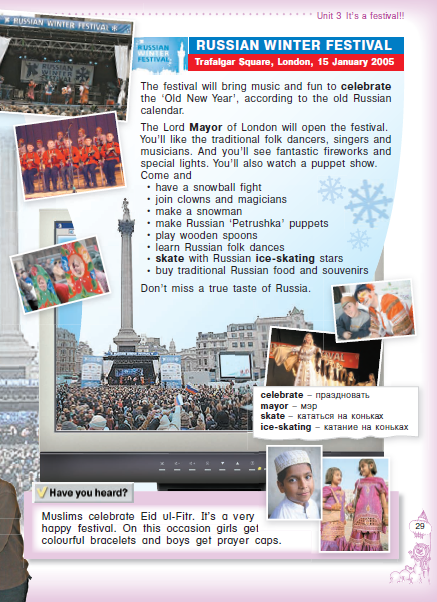 Unit 3 It's a festival!!
RUSSIAN WINTER FESTIVAL
RUSSIAN
WINTER
FESTIVAL
RUSSIAN WINTER FESTIVAL
Trafalgar Square, London, 15 January 2005
RUSSIAN
WINTER
FESTIVAL
The festival will bring music and fun to celebrate
the 'Old New Year', according to the old Russian
calendar.
The Lord Mayor of London will open the festival.
You'll like the traditional folk dancers, singers and
musicians. And you'll see fantastic fireworks and
special lights. You'll also watch a puppet show.
Come and
• have a snowball fight
• join clowns and magicians
• make a snowman
• make Russian 'Petrushka' puppets
• play wooden spoons
• learn Russian folk dances
• skate with Russian ice-skating stars
• buy traditional Russian food and souvenirs
Don't miss a true taste of Russia.
celebrate – праздновать
mayor – мэр
skate – кататься на коньках
ice-skating – катание на коньках
Have you heard?
Muslims celebrate Eid ul-Fitr. It's a very
happy festival. On this occasion girls get
colourful bracelets and boys get prayer caps.
29